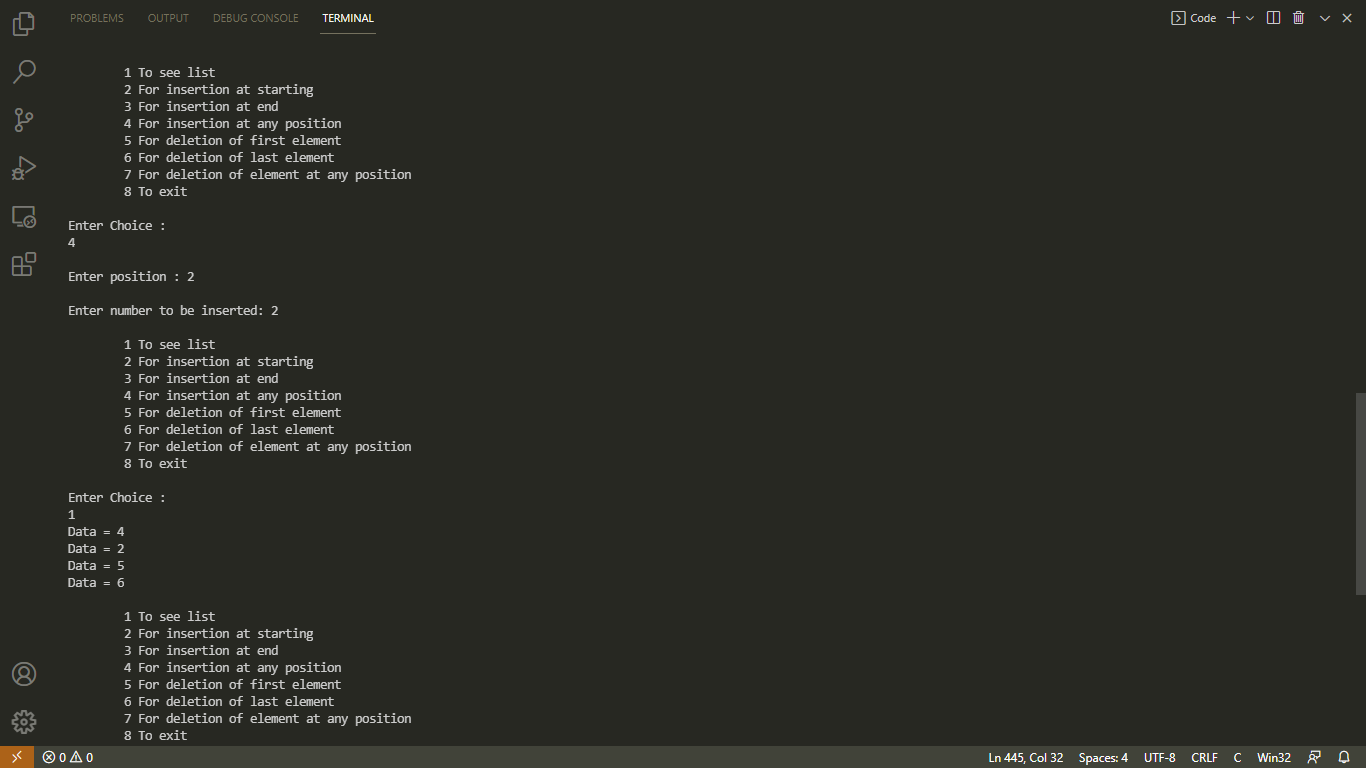 PROBLEMS OUTPUT DEBUG CONSOLE TERMINAL Code
1 To see list
2 For insertion at starting
3 For insertion at end
4 For insertion at any position
5 For deletion of first element
6 For deletion of last element
7 For deletion of element at any position
8 To exit
Enter Choice :
4
Enter position : 2
Enter number to be inserted: 2
1 To see list
2 For insertion at starting
3 For insertion at end
4 For insertion at any position
5 For deletion of first element
6 For deletion of last element
7 For deletion of element at any position
8 To exit
Enter Choice :
1
Data = 4
Data = 2
Data = 5
Data = 6
1 To see list
2 For insertion at starting
3 For insertion at end
4 For insertion at any position
5 For deletion of first element
6 For deletion of last element
7 For deletion of element at any position
8 To exit
0 0 Ln 445, Col 32 Spaces: 4 UTF-8 CRLF C Win32